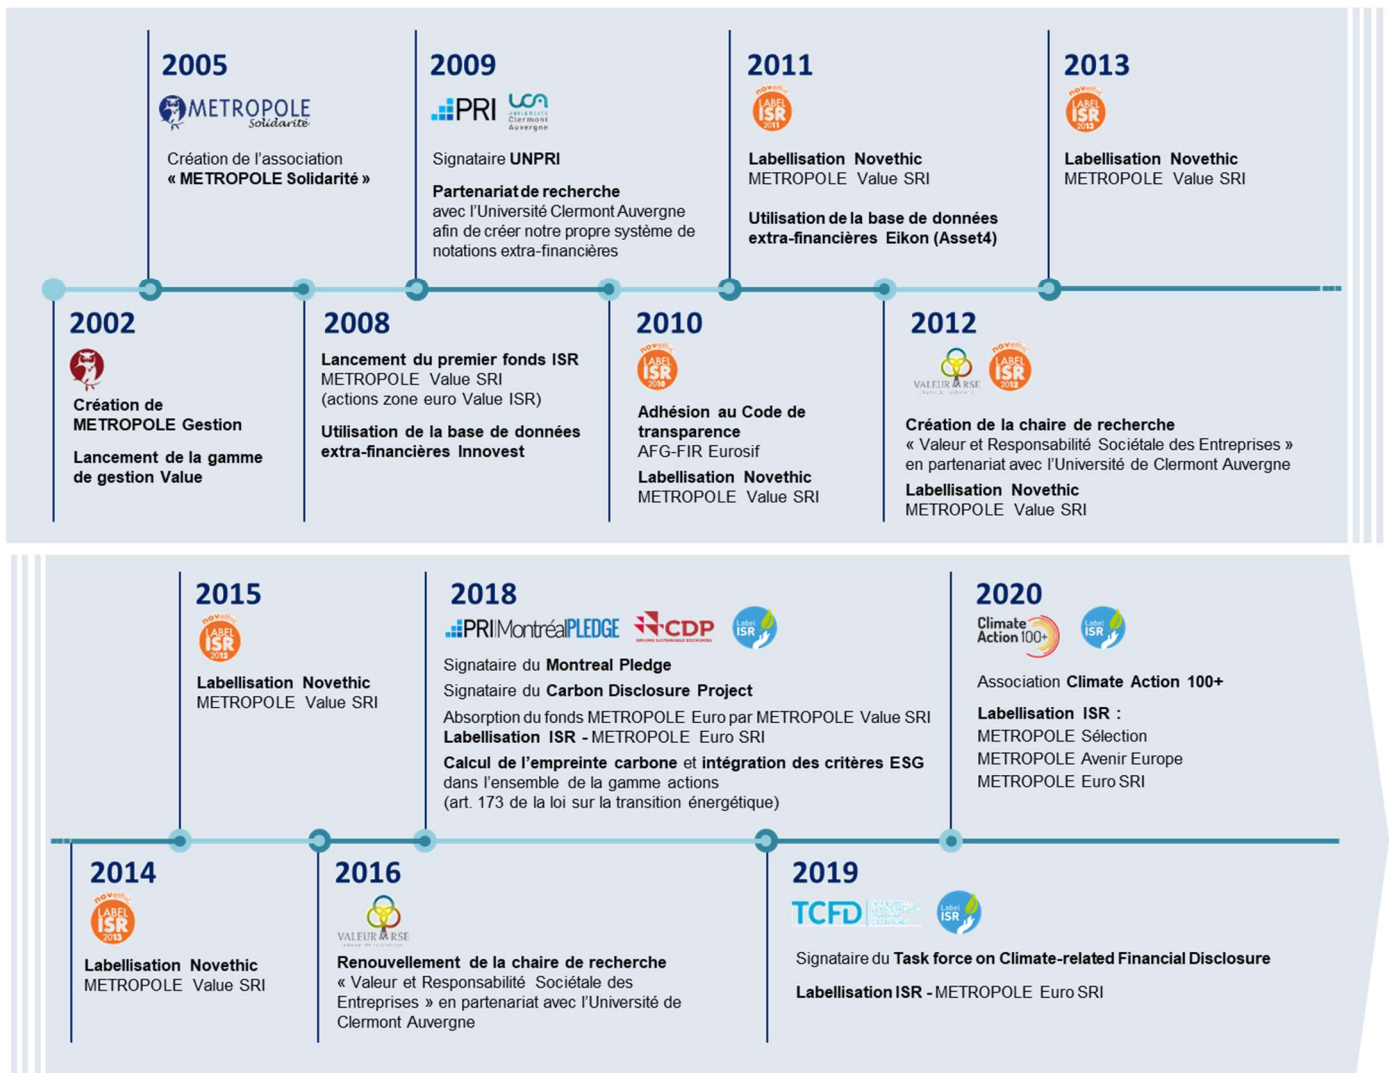 2005
METROPOLE
Solidarité
Création de l’association
« METROPOLE Solidarité »
2009
PRI
UCA
UNIVERSITÉ
Clermont
Auvergne
Signataire UNPRI
Partenariat de recherche
avec l’Université Clermont Auvergne
afin de créer notre propre système de
notations extra-financières
2011
novethic
LABEL
ISR
2011
Labellisation Novethic
METROPOLE Value SRI
Utilisation de la base de données
extra-financières Eikon (Asset4)
2013
novethic
LABEL
ISR
2013
Labellisation Novethic
METROPOLE Value SRI
2002
Création de
METROPOLE Gestion
Lancement de la gamme
de gestion Value
2008
Lancement du premier fonds ISR
METROPOLE Value SRI
(actions zone euro Value ISR)
Utilisation de la base de données
extra-financières Innovest
2010
novethic
LABEL
ISR
2010
Adhésion au Code de
transparence
AFG-FIR Eurosif
Labellisation Novethic
METROPOLE Value SRI
2012
VALEUR RSE
novethic
LABEL
ISR
2012
Création de la chaire de recherche
« Valeur et Responsabilité Sociétale des Entreprises »
en partenariat avec l’Université de Clermont Auvergne
Labellisation Novethic
METROPOLE Value SRI
2015
novethic
LABEL
ISR
2012
Labellisation Novethic
METROPOLE Value SRI
2018
PRI MontréalPLEDGE
CDP
DRIVING SUSTAINABLE ECONOMIES
Label
ISR
Signataire du Montreal Pledge
Signataire du Carbon Disclosure Project
Absorption du fonds METROPOLE Euro par METROPOLE Value SRI
Labellisation ISR - METROPOLE Euro SRI
Calcul de l’empreinte carbone et intégration des critères ESG
dans l’ensemble de la gamme actions
(art. 173 de la loi sur la transition énergétique)
2020
Climate
Action 100+
Label
ISR
Association Climate Action 100+
Labellisation ISR :
METROPOLE Sélection
METROPOLE Avenir Europe
METROPOLE Euro SRI
2014
novethic
LABEL
ISR
2013
Labellisation Novethic
METROPOLE Value SRI
2016
VALEUR RSE
Renouvellement de la chaire de recherche
« Valeur et Responsabilité Sociétale des
Entreprises » en partenariat avec l’Université de
Clermont Auvergne
2019
TCFD
Label
ISR
Signataire du Task force on Climate-related Financial Disclosure
Labellisation ISR - METROPOLE Euro SRI